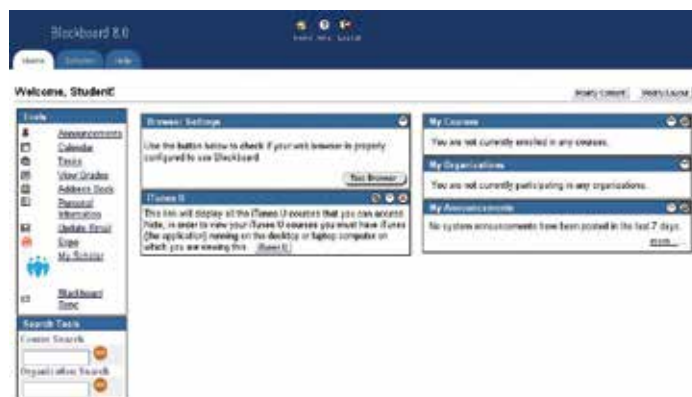 Blackboard 8.0
Home Help Logout
Home Help
Welcome, Student!
Modify Content Modify Layout
Tools
Announcements
Calendar
Tasks
View Grades
Address Book
Personal
Information
Update Email
My Scholar
Blackboard
Sync
Search Tools
Course Search
Organization Search
Browser Settings
Use the button below to check if your web browser is properly
configured to use Blackboard
Test Browser
iTunes U
This link will display all the iTunes U courses that you can access
Note, in order to view your iTunes U courses you must have iTunes
(the application) running on the desktop or laptop computer on
which you are viewing this. iTunes U
My Courses
You are not currently enrolled in any courses.
My Organizations
You are not currently participating in any organizations.
My Announcements
No system announcements have been posted in the last 7 days.
more...